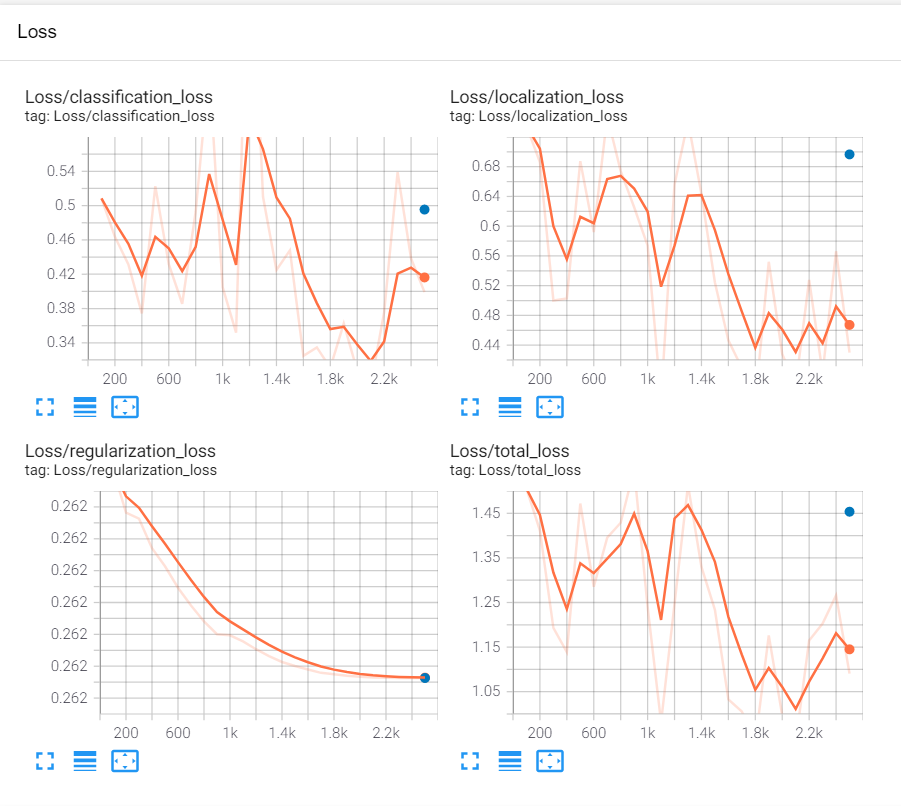 Loss
Loss/classification_loss
tag: Loss/classification_loss
0.54
0.5
0.46
0.42
0.38
0.34
200 600 1k 1.4k 1.8k 2.2k
Loss/localization_loss
tag: Loss/localization_loss
0.68
0.64
0.6
0.56
0.52
0.48
0.44
200 600 1k 1.4k 1.8k 2.2k
Loss/regularization_loss
tag: Loss/regularization_loss
0.262
0.262
0.262
0.262
0.262
0.262
0.262
200 600 1k 1.4k 1.8k 2.2k
Loss/total_loss
tag: Loss/total_loss
1.45
1.35
1.25
1.15
1.05
200 600 1k 1.4k 1.8k 2.2k